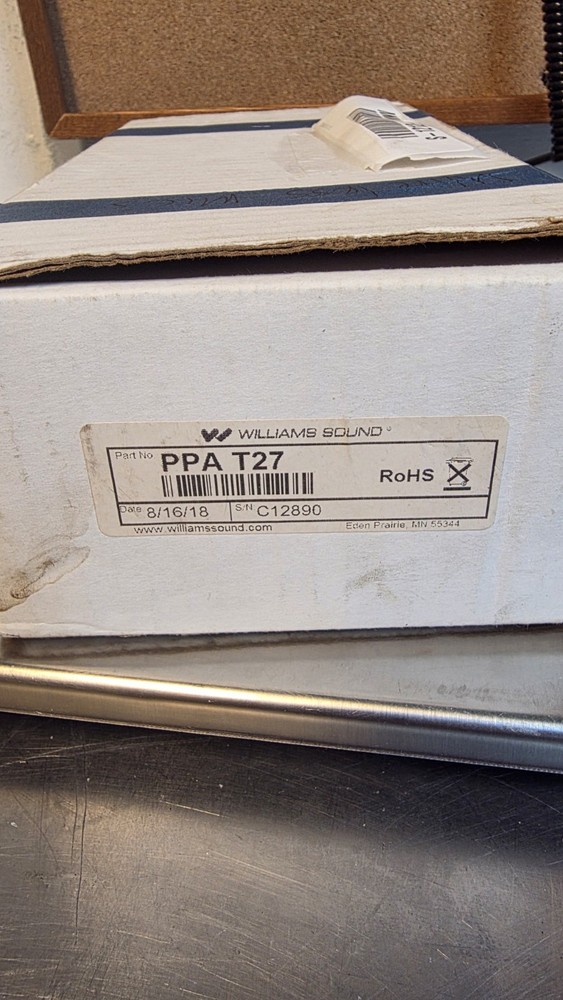 WILLIAMS SOUND®
Part No PPA T27
RoHS
Date 8/16/18 S/N C12890
www.williamssound.com Eden Prairie, MN 55344